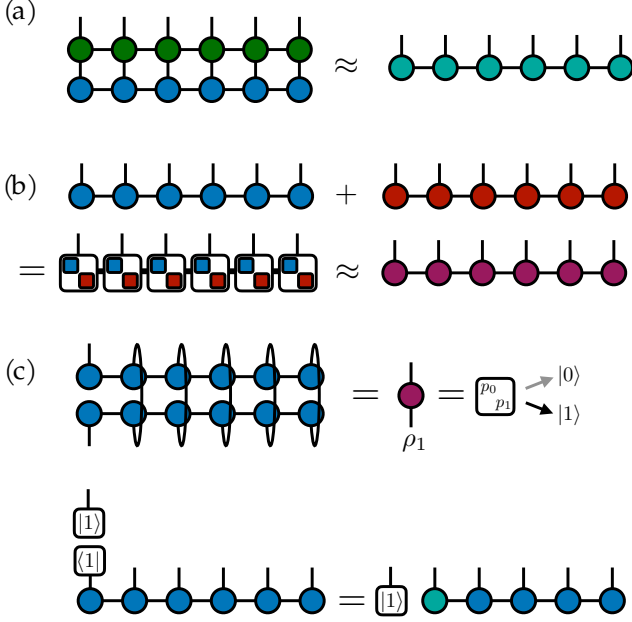 (a)
≈
(b)
+
=
≈
(c)
= = p₀ p₁ |0⟩
|1⟩
ρ₁
|1⟩
⟨1|
= |1⟩